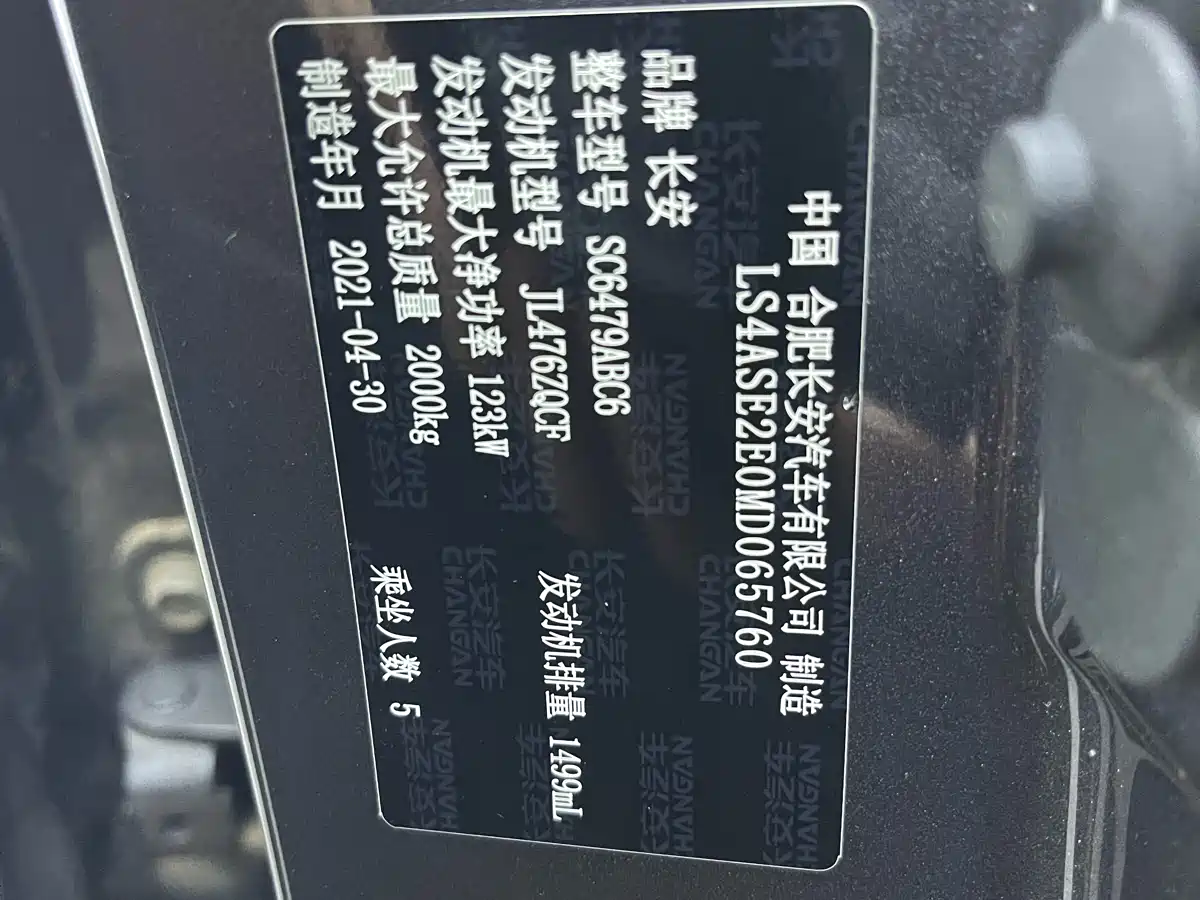 中国 合肥长安汽车有限公司 制造
LS4ASE2E0MD065760
品牌 长安
整车型号 SC6479ABC6
发动机型号 JL476ZQCF 发动机排量 1499mL
发动机最大净功率 123kW
最大允许总质量 2000kg 乘坐人数 5
制造年月 2021-04-30